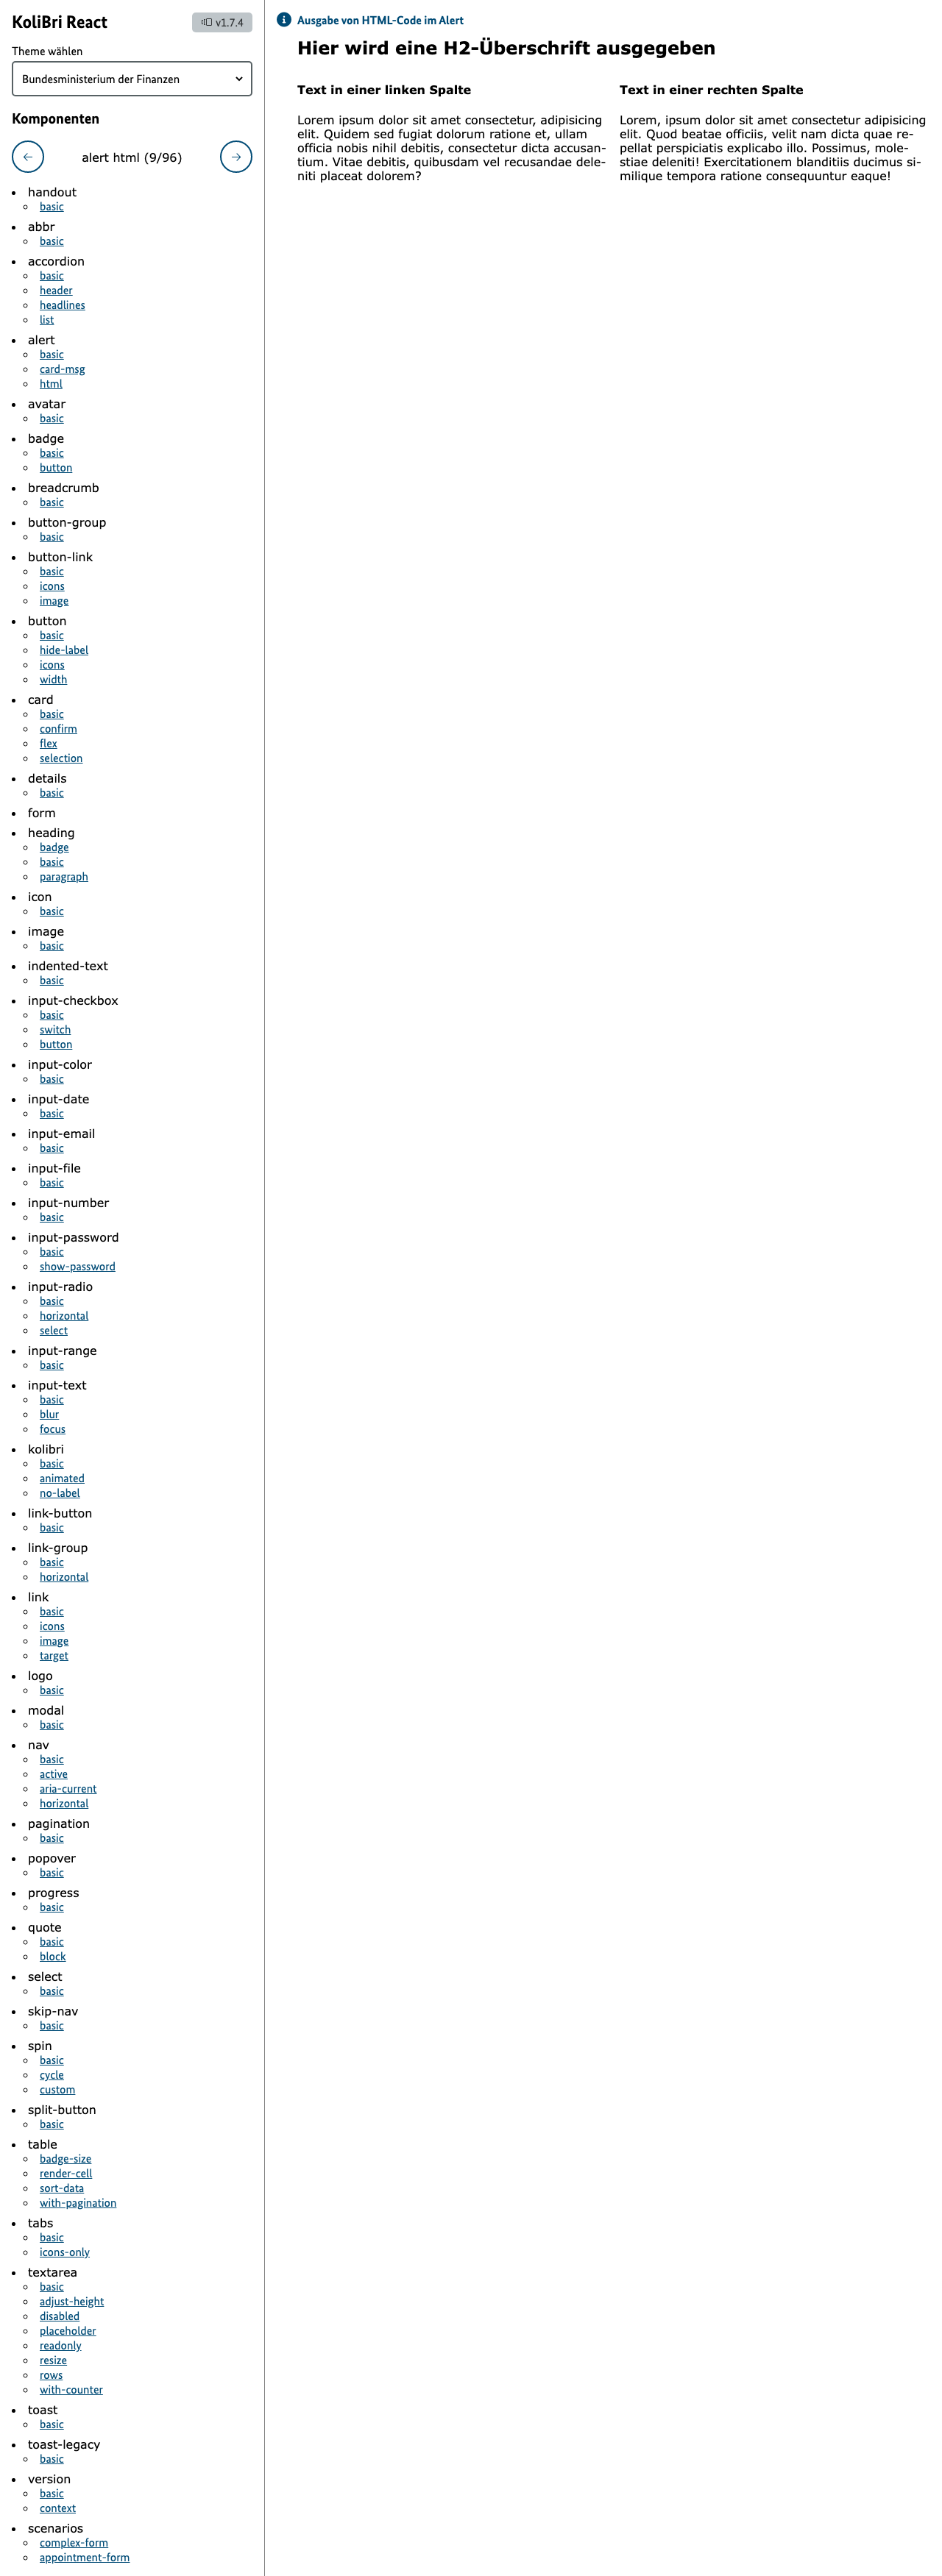 KoliBri React
v1.7.4
Theme wählen
Bundesministerium der Finanzen
Komponenten
alert html (9/96)
handout
basic
abbr
basic
accordion
basic
header
headlines
list
alert
basic
card-msg
html
avatar
basic
badge
basic
button
breadcrumb
basic
button-group
basic
button-link
basic
icons
image
button
basic
hide-label
icons
width
card
basic
confirm
flex
selection
details
basic
form
heading
badge
basic
paragraph
icon
basic
image
basic
indented-text
basic
input-checkbox
basic
switch
button
input-color
basic
input-date
basic
input-email
basic
input-file
basic
input-number
basic
input-password
basic
show-password
input-radio
basic
horizontal
select
input-range
basic
input-text
basic
blur
focus
kolibri
basic
animated
no-label
link-button
basic
link-group
basic
horizontal
link
basic
icons
image
target
logo
basic
modal
basic
nav
basic
active
aria-current
horizontal
pagination
basic
popover
basic
progress
basic
quote
basic
block
select
basic
skip-nav
basic
spin
basic
cycle
custom
split-button
basic
table
badge-size
render-cell
sort-data
with-pagination
tabs
basic
icons-only
textarea
basic
adjust-height
disabled
placeholder
readonly
resize
rows
with-counter
toast
basic
toast-legacy
basic
version
basic
context
scenarios
complex-form
appointment-form
Ausgabe von HTML-Code im Alert
Hier wird eine H2-Überschrift ausgegeben
Text in einer linken Spalte
Lorem ipsum dolor sit amet consectetur, adipisicing
elit. Quidem sed fugiat dolorum ratione et, ullam
officia nobis nihil debitis, consectetur dicta accusan-
tium. Vitae debitis, quibusdam vel recusandae dele-
niti placeat dolorem?
Text in einer rechten Spalte
Lorem, ipsum dolor sit amet consectetur adipisicing
elit. Quod beatae officiis, velit nam dicta quae re-
pellat perspiciatis explicabo illo. Possimus, mole-
stiae deleniti! Exercitationem blanditiis ducimus si-
milique tempora ratione consequuntur eaque!